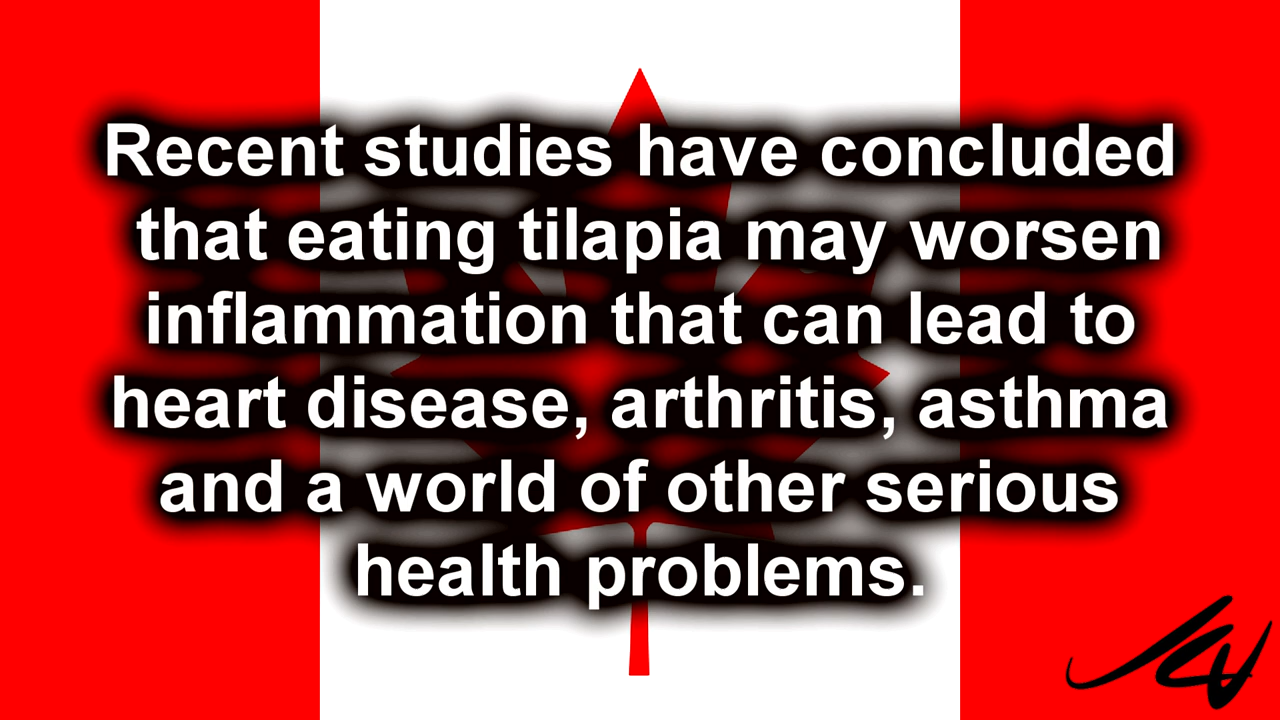 Recent studies have concluded
that eating tilapia may worsen
inflammation that can lead to
heart disease, arthritis, asthma
and a world of other serious
health problems.